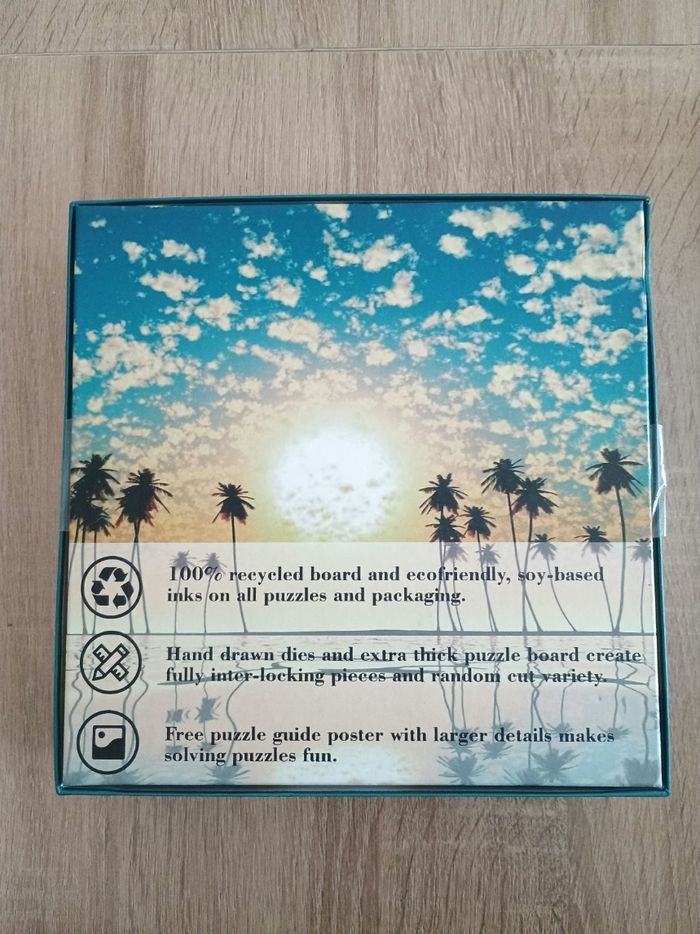 100% recycled board and ecofriendly, soy-based
inks on all puzzles and packaging.
Hand drawn dies and extra thick puzzle board create
fully inter-locking pieces and random cut variety.
Free puzzle guide poster with larger details makes
solving puzzles fun.